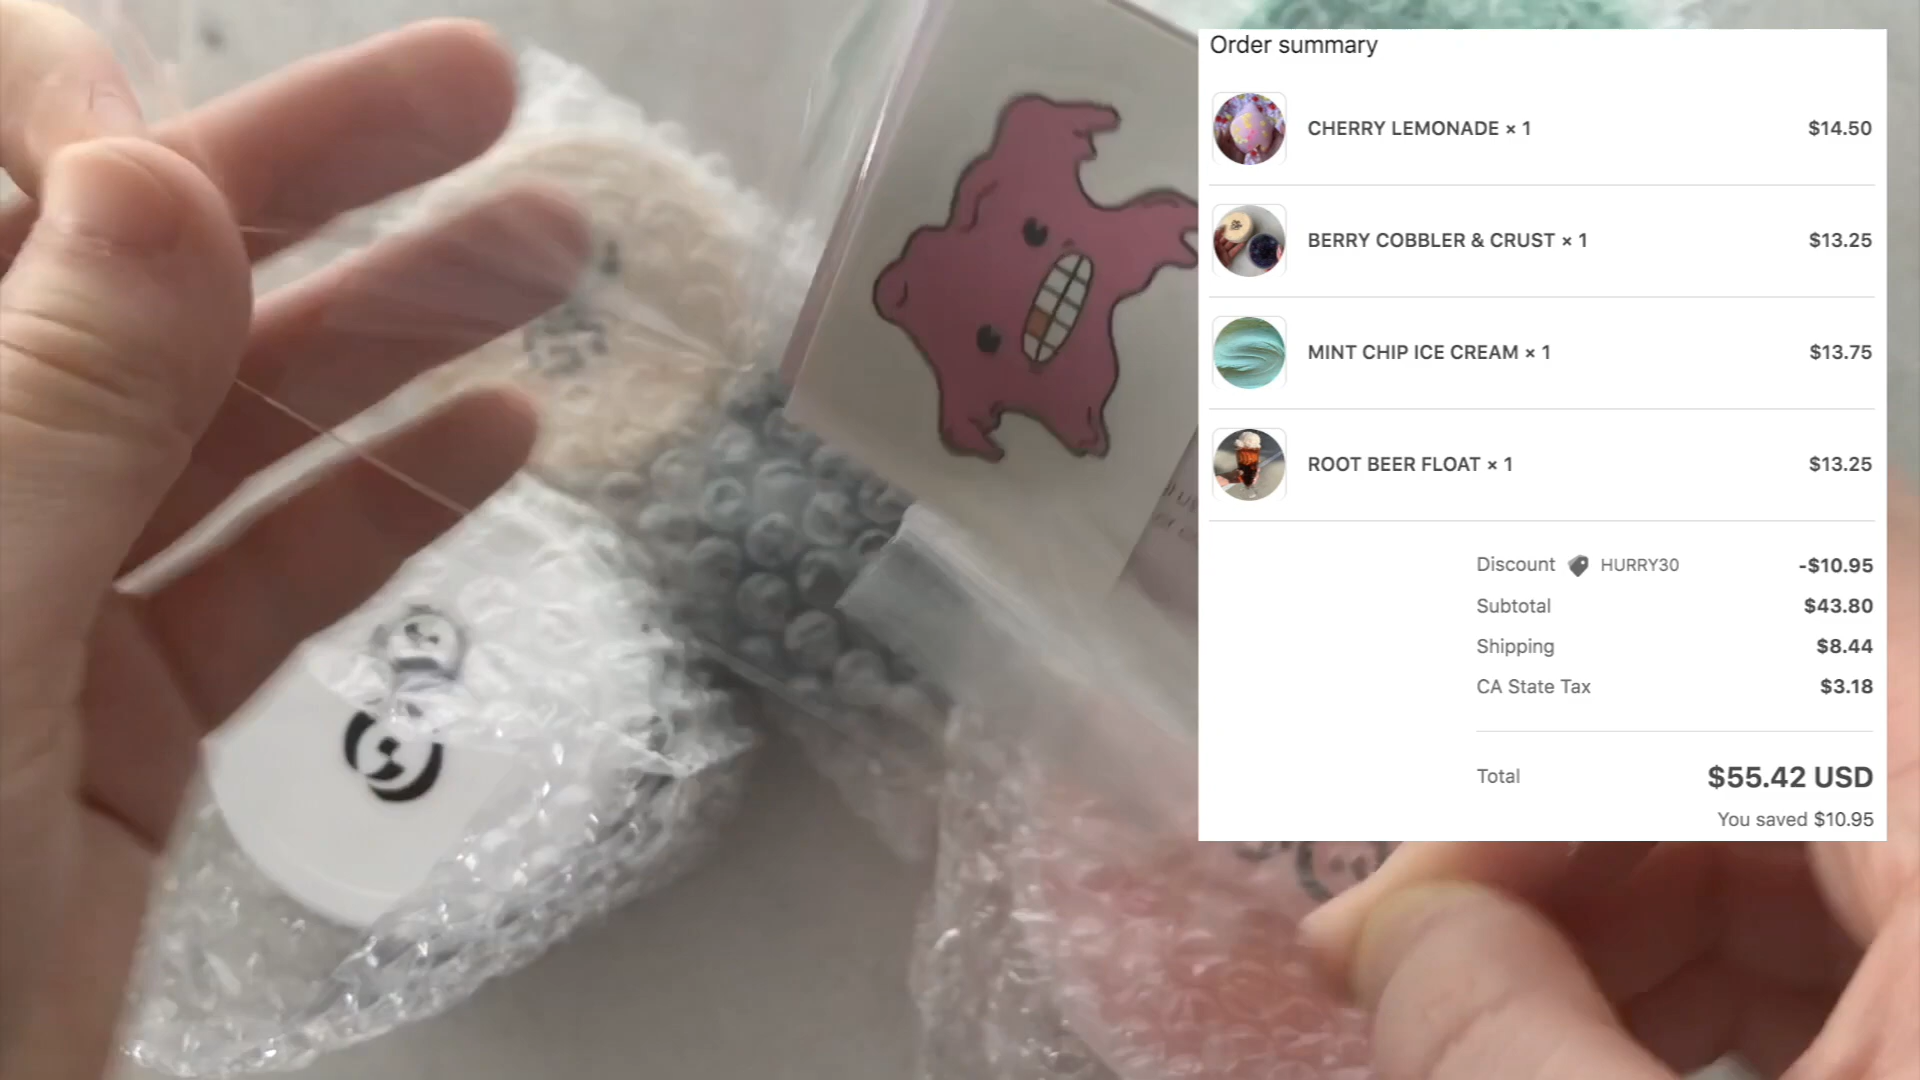 Order summary
CHERRY LEMONADE × 1 $14.50
BERRY COBBLER & CRUST × 1 $13.25
MINT CHIP ICE CREAM × 1 $13.75
ROOT BEER FLOAT × 1 $13.25
Discount HURRY30 -$10.95
Subtotal $43.80
Shipping $8.44
CA State Tax $3.18
Total $55.42 USD
You saved $10.95